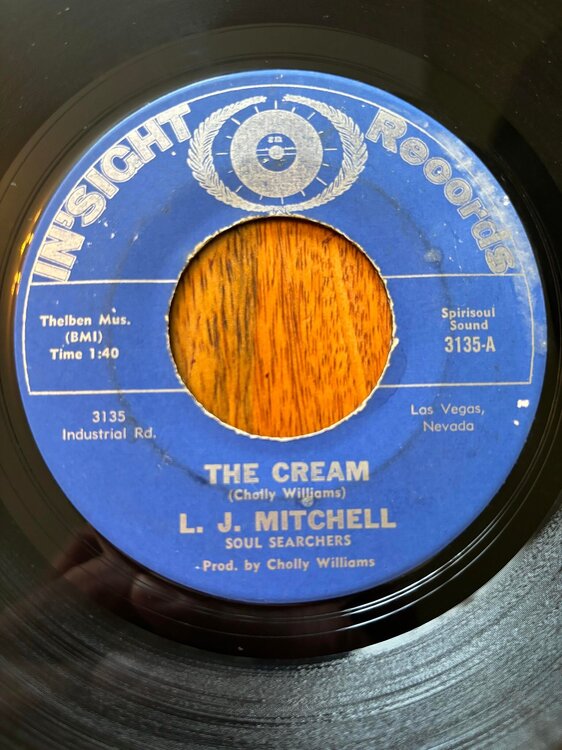 IN'SIGHT Records
Thelben Mus.
(BMI)
Time 1:40
Spirisoul
Sound
3135-A
3135
Industrial Rd.
Las Vegas,
Nevada
THE CREAM
(Cholly Williams)
L. J. MITCHELL
SOUL SEARCHERS
Prod. by Cholly Williams